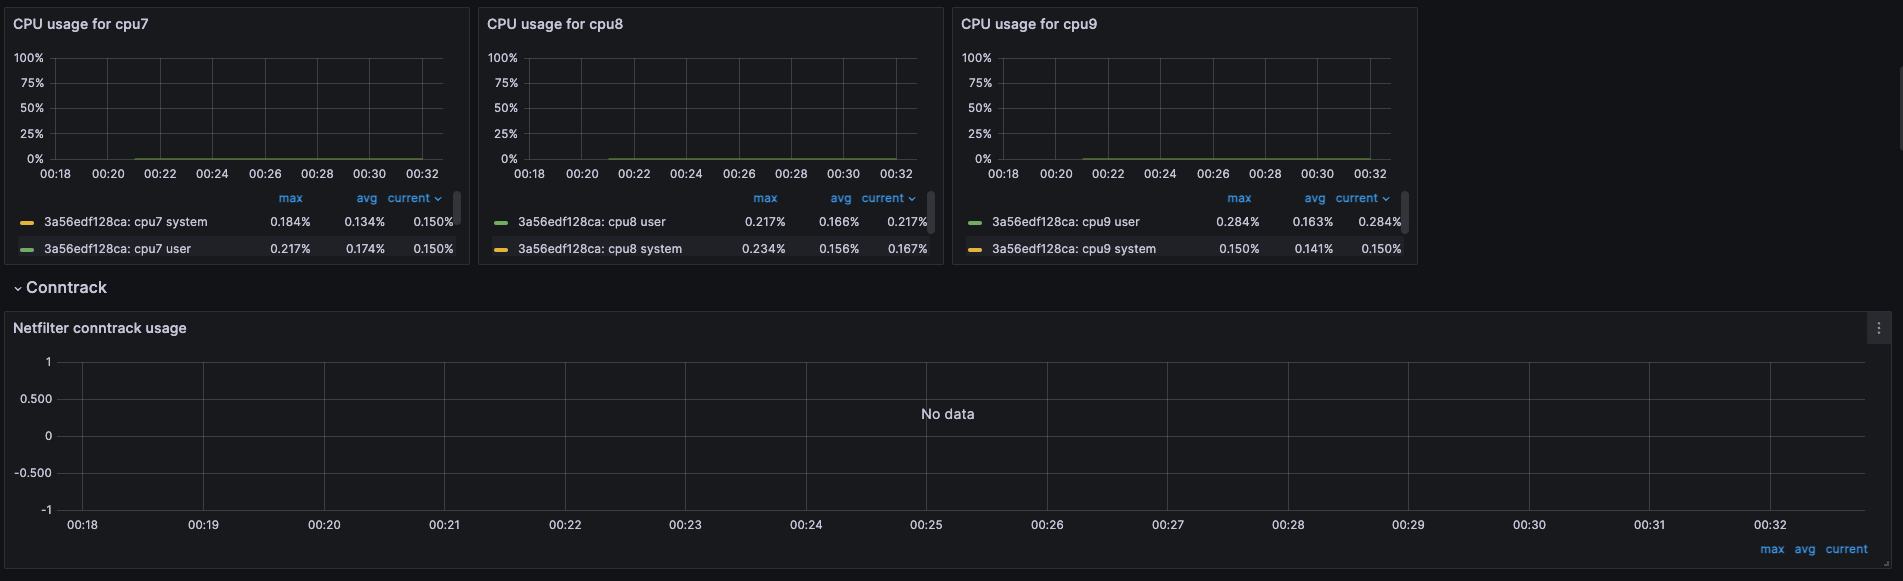 CPU usage for cpu7
100%
75%
50%
25%
0%
00:18 00:20 00:22 00:24 00:26 00:28 00:30 00:32
max avg current
3a56edf128ca: cpu7 system 0.184% 0.134% 0.150%
3a56edf128ca: cpu7 user 0.217% 0.174% 0.150%
CPU usage for cpu8
100%
75%
50%
25%
0%
00:18 00:20 00:22 00:24 00:26 00:28 00:30 00:32
max avg current
3a56edf128ca: cpu8 user 0.217% 0.166% 0.217%
3a56edf128ca: cpu8 system 0.234% 0.156% 0.167%
CPU usage for cpu9
100%
75%
50%
25%
0%
00:18 00:20 00:22 00:24 00:26 00:28 00:30 00:32
max avg current
3a56edf128ca: cpu9 user 0.284% 0.163% 0.284%
3a56edf128ca: cpu9 system 0.150% 0.141% 0.150%
Conntrack
Netfilter conntrack usage
1
0.500
No data
0
-0.500
-1
00:18 00:19 00:20 00:21 00:22 00:23 00:24 00:25 00:26 00:27 00:28 00:29 00:30 00:31 00:32
max avg current